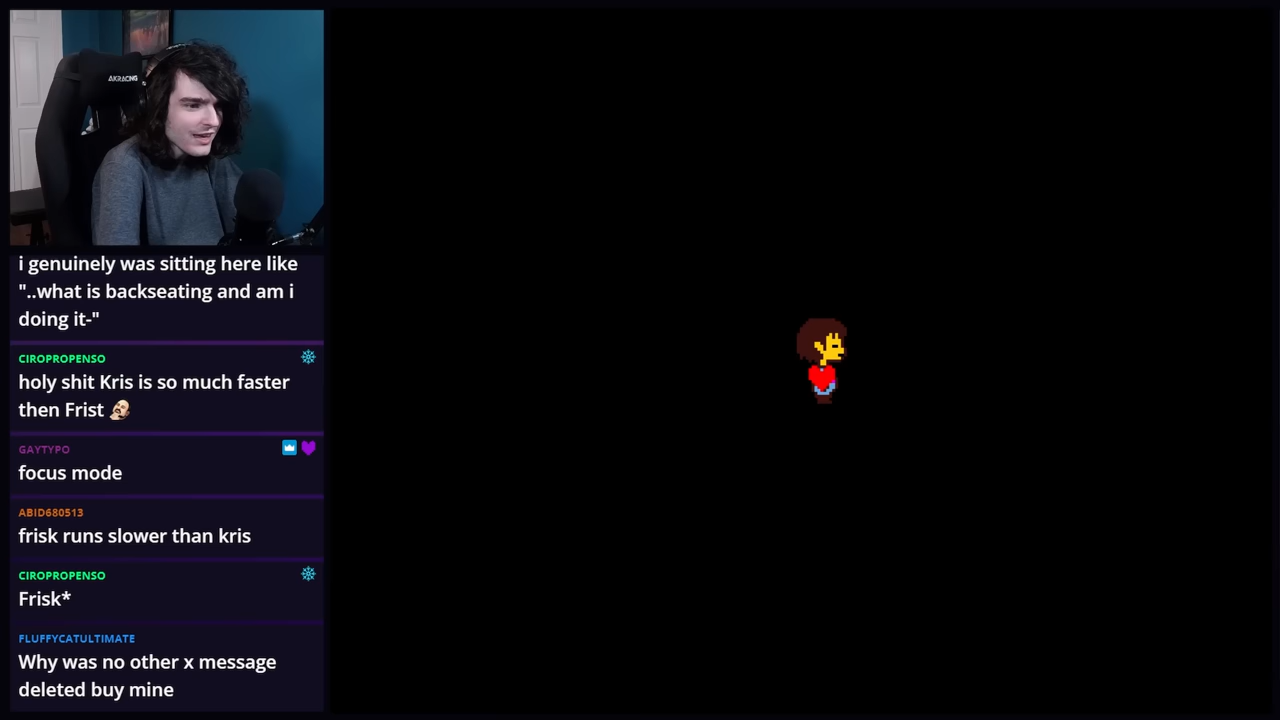 AKRACING
i genuinely was sitting here like
"..what is backseating and am i
doing it-"
CIROPROPENSO
holy shit Kris is so much faster
then Frist
GAYTYPO
focus mode
ABID680513
frisk runs slower than kris
CIROPROPENSO
Frisk*
FLUFFYCATULTIMATE
Why was no other x message
deleted buy mine